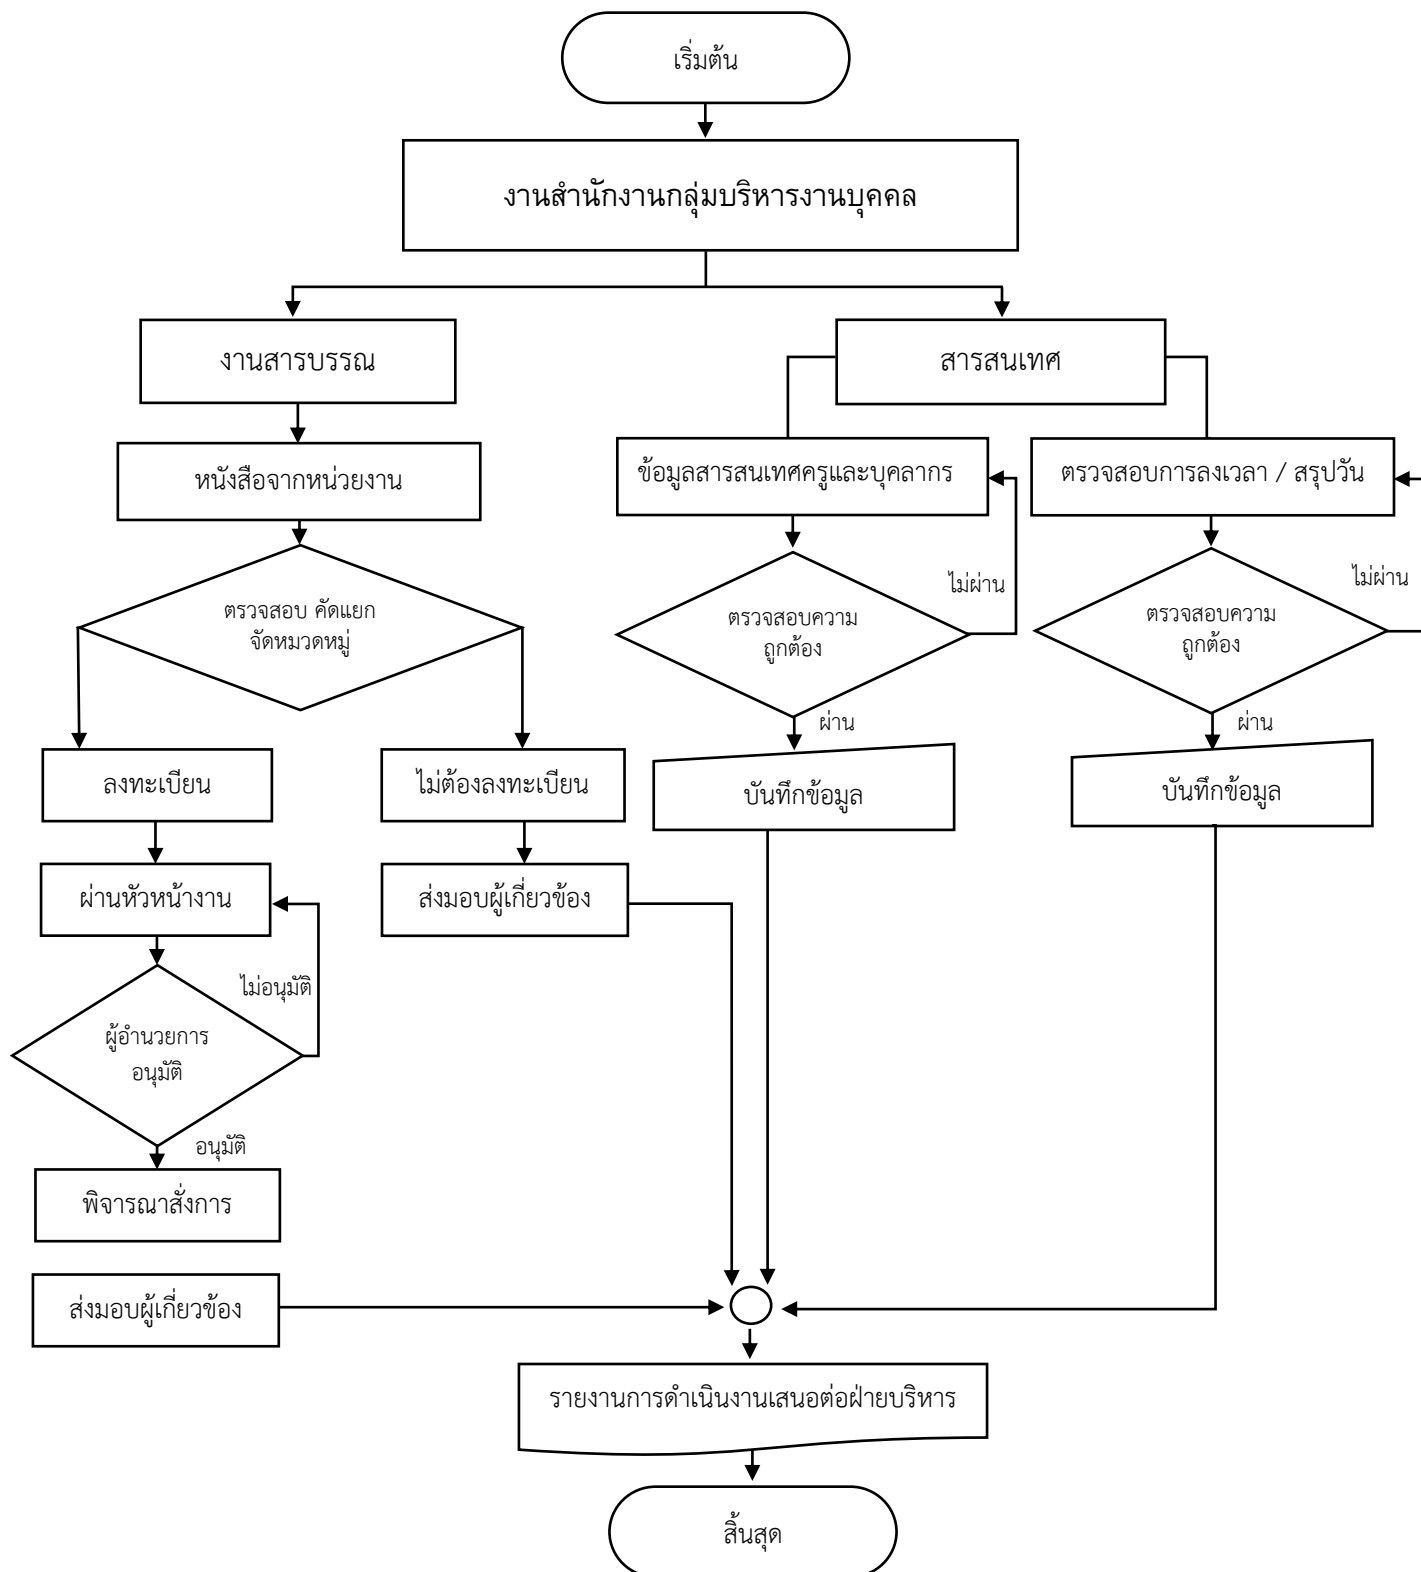 เริ่มต้น
งานสำนักงานกลุ่มบริหารงานบุคคล
งานสารบรรณ
สารสนเทศ
หนังสือจากหน่วยงาน
ข้อมูลสารสนเทศครูและบุคลากร
ตรวจสอบการลงเวลา / สรุปวัน
ตรวจสอบ คัดแยก
จัดหมวดหมู่
ตรวจสอบความ
ถูกต้อง
ไม่ผ่าน
ตรวจสอบความ
ถูกต้อง
ไม่ผ่าน
ผ่าน
ผ่าน
ลงทะเบียน
ไม่ต้องลงทะเบียน
บันทึกข้อมูล
บันทึกข้อมูล
ผ่านหัวหน้างาน
ส่งมอบผู้เกี่ยวข้อง
ไม่อนุมัติ
ผู้อำนวยการ
อนุมัติ
อนุมัติ
พิจารณาสั่งการ
ส่งมอบผู้เกี่ยวข้อง
รายงานการดำเนินงานเสนอต่อฝ่ายบริหาร
สิ้นสุด